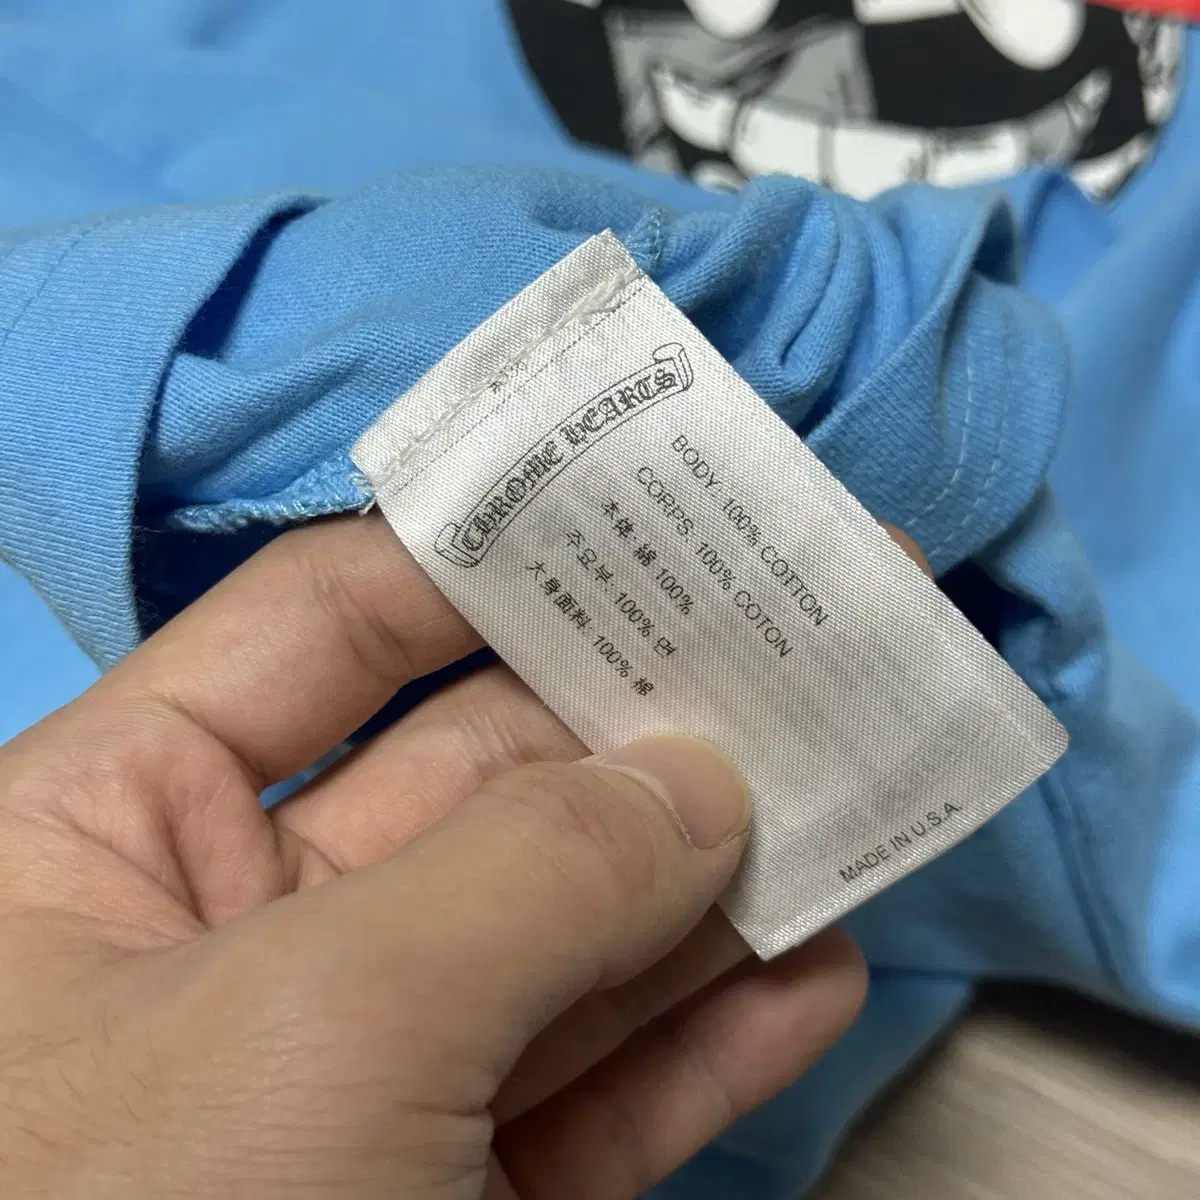 CHROME HEARTS
BODY: 100% COTTON
CORPS: 100% COTON
本体: 綿 100%
주요부: 100% 면
大身面料: 100% 棉
MADE IN U.S.A.